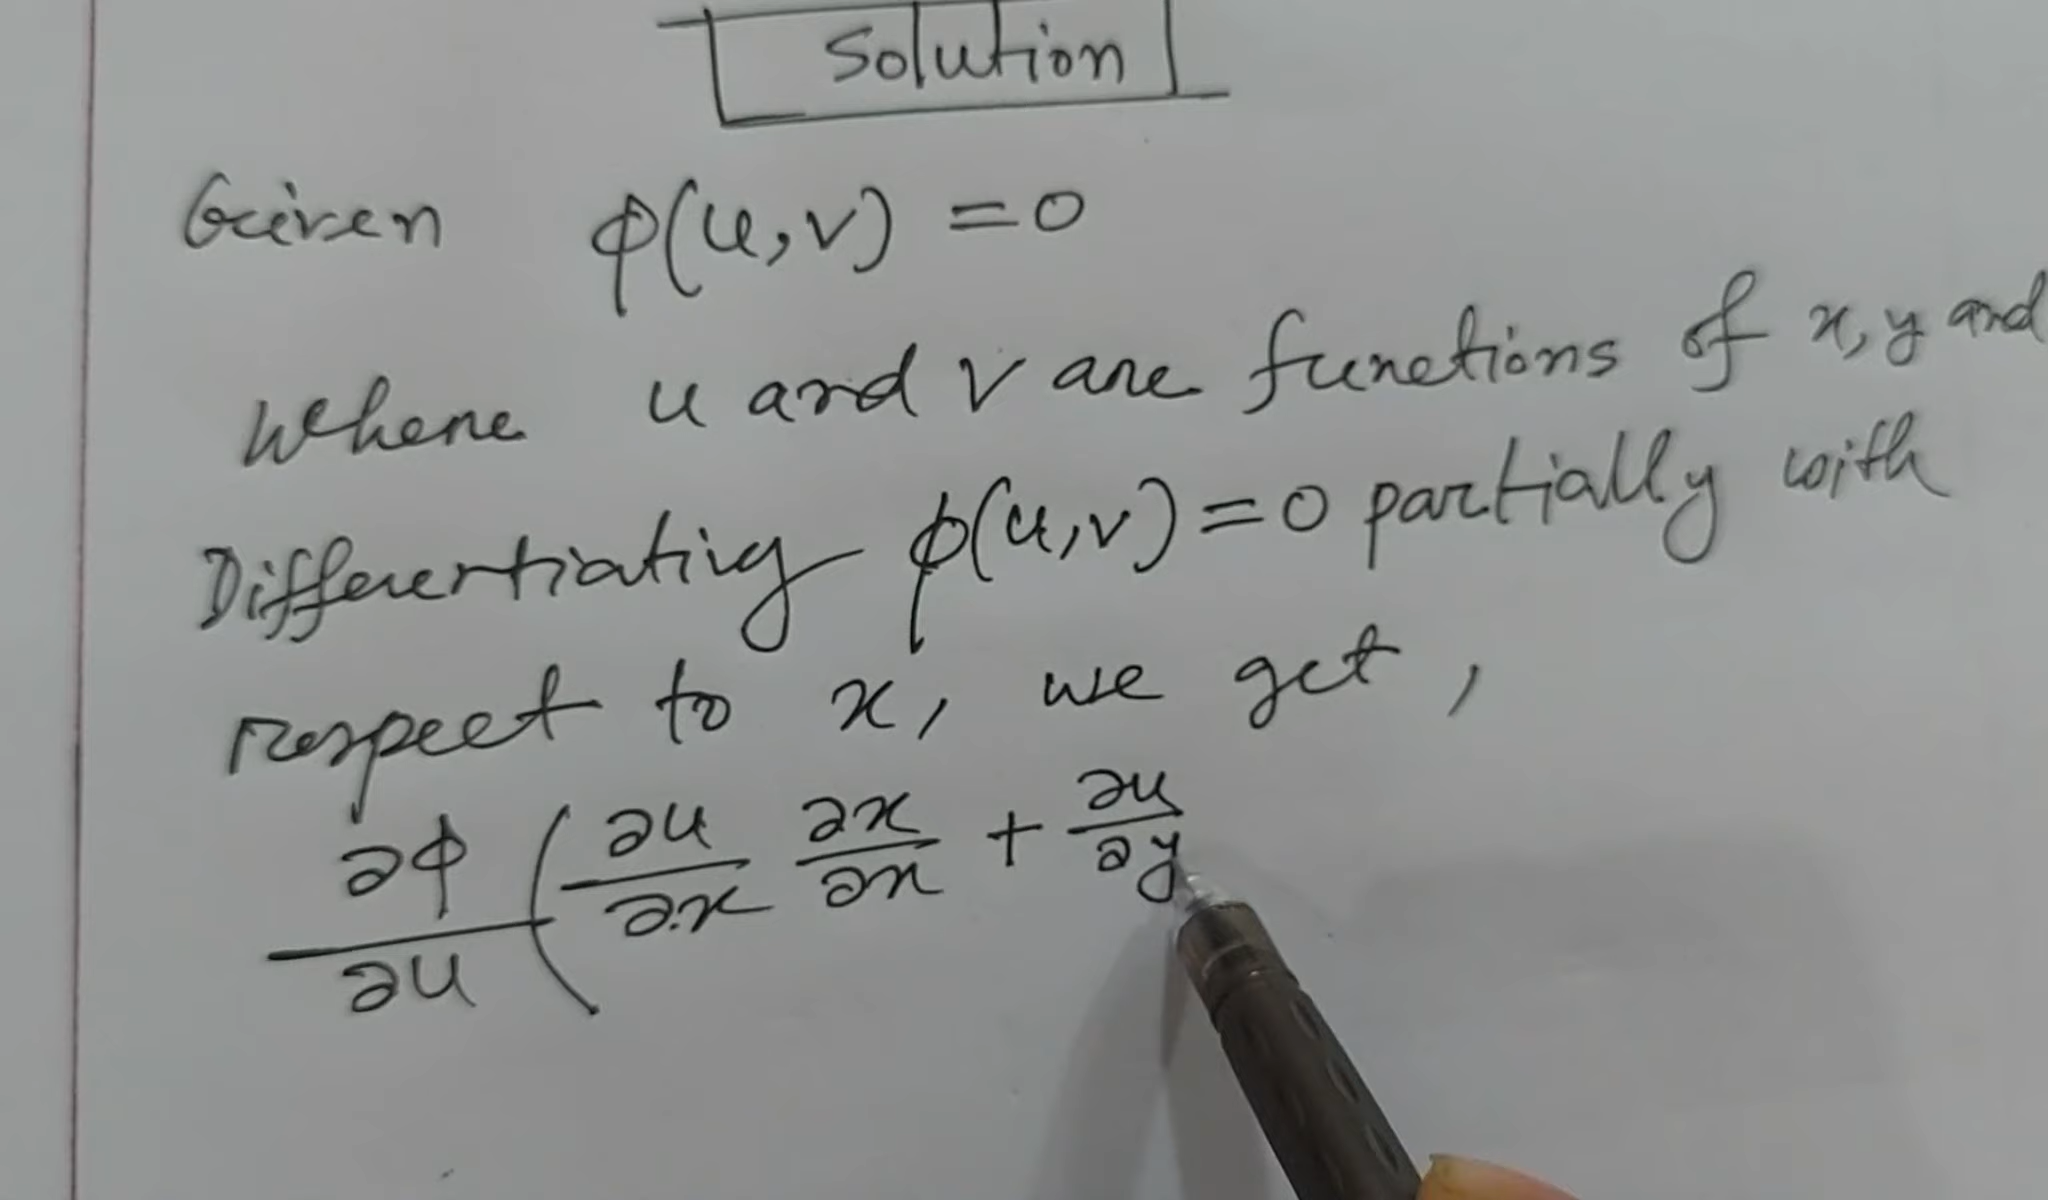 Solution
Given φ(u,v) = 0
Where u and v are functions of x, y and
Differentiating φ(u,v) = 0 partially with
respect to x, we get,
∂φ/∂u ( ∂u/∂x ∂x/∂x + ∂u/∂y